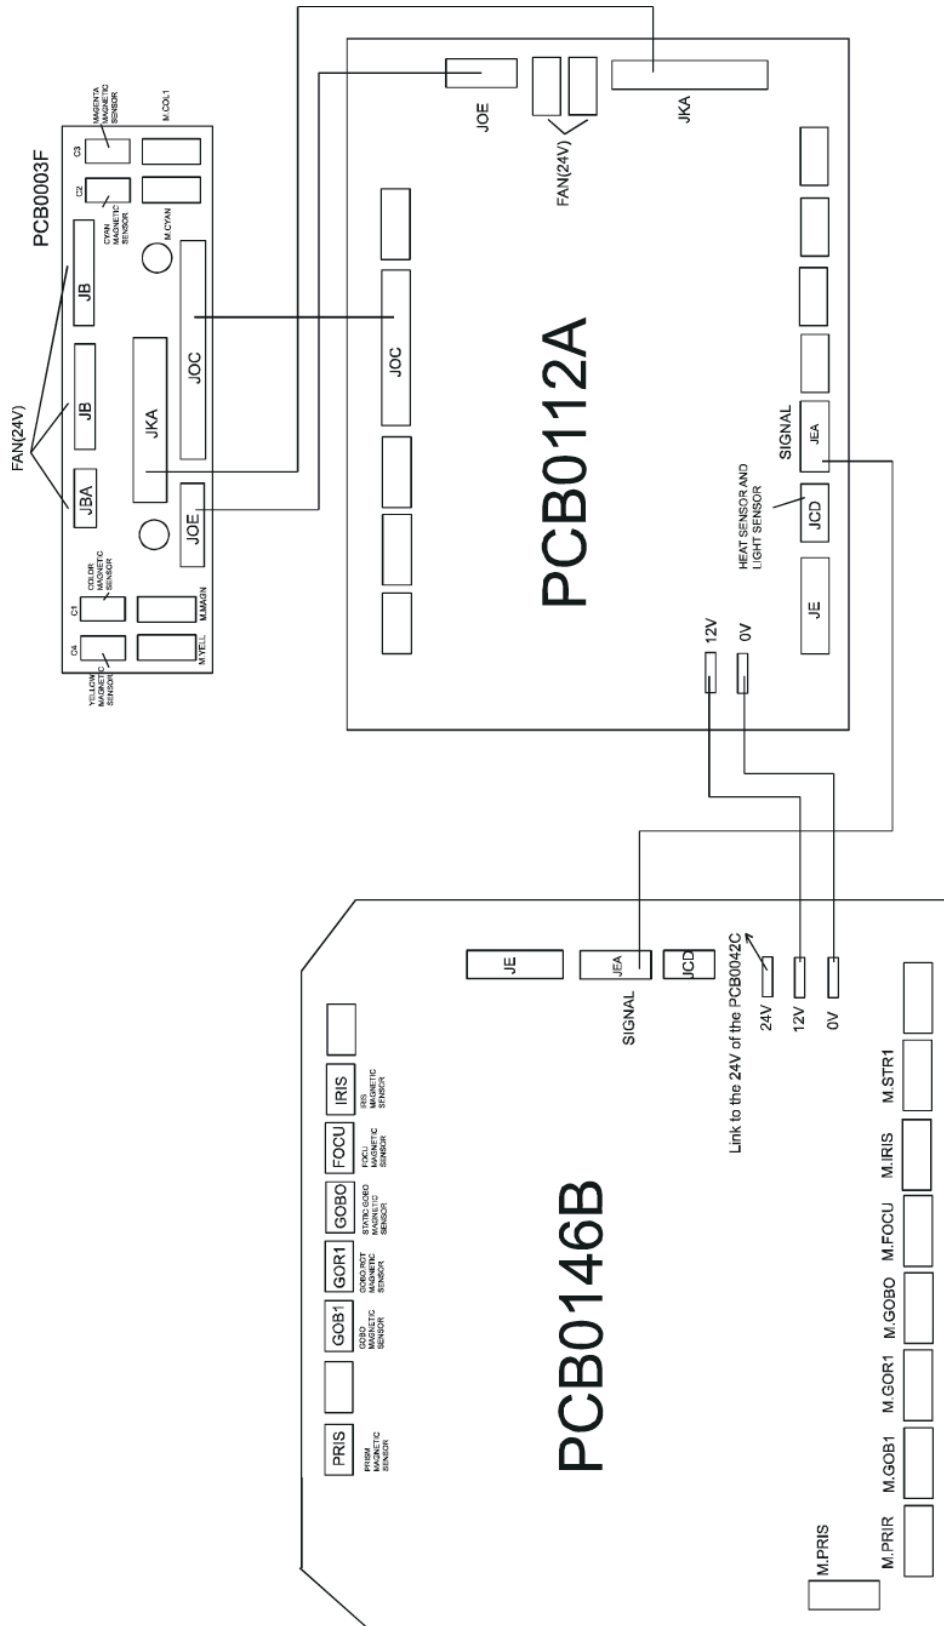 PCB0003F
FAN(24V)
MAGENTA
MAGNETIC
SENSOR
C3
M.COL1
C2
CYAN
MAGNETIC
SENSOR
M.CYAN
JB
JB
JBA
JOC
JKA
JOE
COLOR
MAGNETIC
SENSOR
C1
M.MAGN
C4
M.YELL
YELLOW
MAGNETIC
SENSOR
PCB0112A
JOE
FAN(24V)
JKA
JOC
SIGNAL
JEA
HEAT SENSOR AND
LIGHT SENSOR
JCD
JE
12V
0V
PCB0146B
JE
JEA
SIGNAL
JCD
Link to the 24V of the PCB0042C
24V
12V
0V
IRIS
IRIS
MAGNETIC
SENSOR
FOCU
FOCU
MAGNETIC
SENSOR
GOBO
STATIC GOBO
MAGNETIC
SENSOR
GOR1
GOBO.ROT
MAGNETIC
SENSOR
GOB1
GOBO
MAGNETIC
SENSOR
PRIS
PRISM
MAGNETIC
SENSOR
M.STR1
M.IRIS
M.FOCU
M.GOBO
M.GOR1
M.GOB1
M.PRIR
M.PRIS